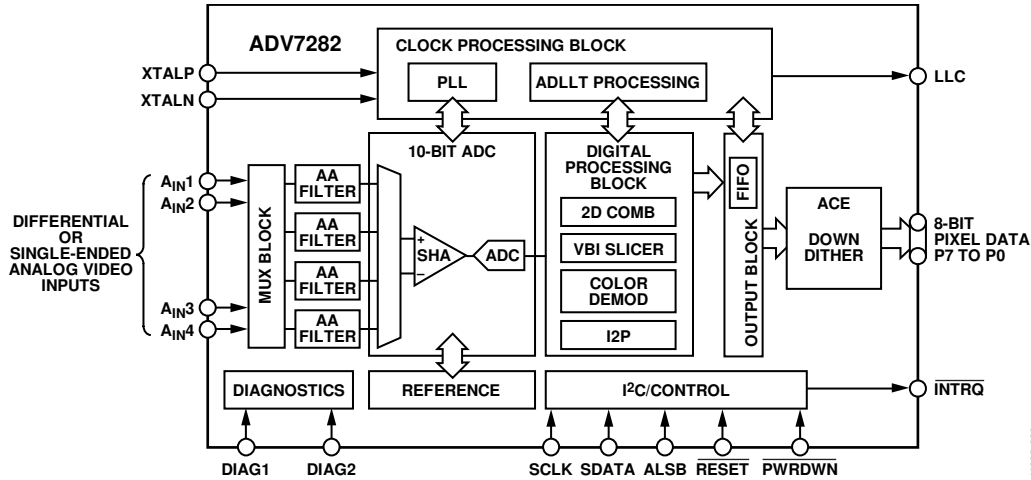 ADV7282
CLOCK PROCESSING BLOCK
PLL
ADLLT PROCESSING
XTALP
XTALN
LLC
10-BIT ADC
DIGITAL
PROCESSING
BLOCK
2D COMB
VBI SLICER
COLOR
DEMOD
I2P
FIFO
OUTPUT BLOCK
ACE
DOWN
DITHER
8-BIT
PIXEL DATA
P7 TO P0
DIFFERENTIAL
OR
SINGLE-ENDED
ANALOG VIDEO
INPUTS
AIN1
AIN2
AIN3
AIN4
MUX BLOCK
AA
FILTER
AA
FILTER
AA
FILTER
AA
FILTER
+
SHA
–
ADC
DIAGNOSTICS
REFERENCE
I2C/CONTROL
INTRQ
DIAG1
DIAG2
SCLK
SDATA
ALSB
RESET
PWRDWN